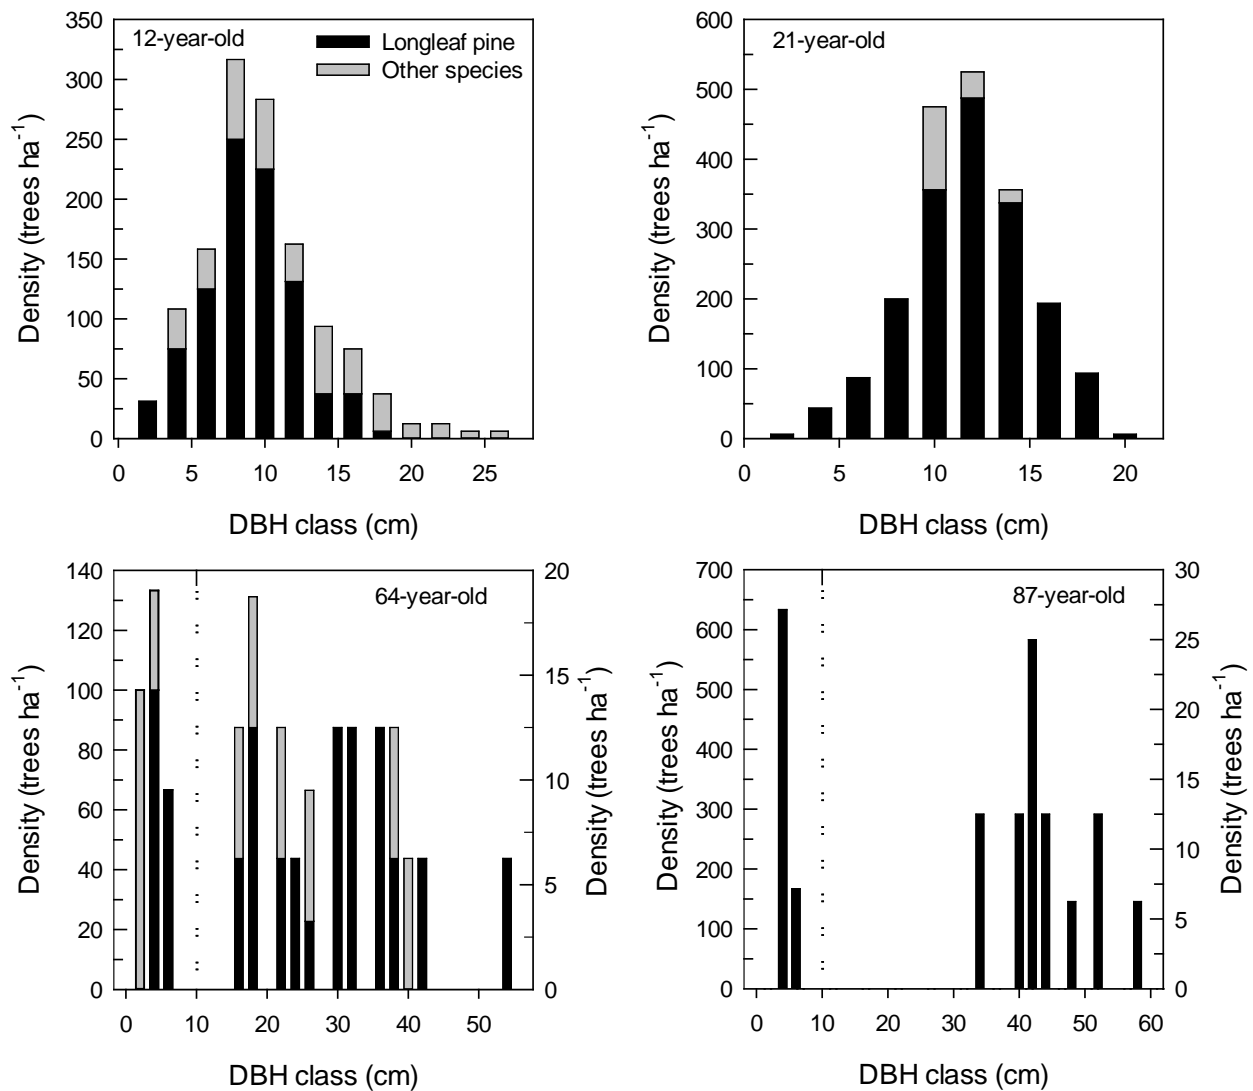 12-year-old
Longleaf pine
Other species
Density (trees ha-1)
350
300
250
200
150
100
50
0
0 5 10 15 20 25
DBH class (cm)
21-year-old
Density (trees ha-1)
600
500
400
300
200
100
0
0 5 10 15 20
DBH class (cm)
64-year-old
Density (trees ha-1)
140
120
100
80
60
40
20
0
20
15
10
5
0
Density (trees ha-1)
0 10 20 30 40 50
DBH class (cm)
87-year-old
Density (trees ha-1)
700
600
500
400
300
200
100
0
30
25
20
15
10
5
0
Density (trees ha-1)
0 10 20 30 40 50 60
DBH class (cm)